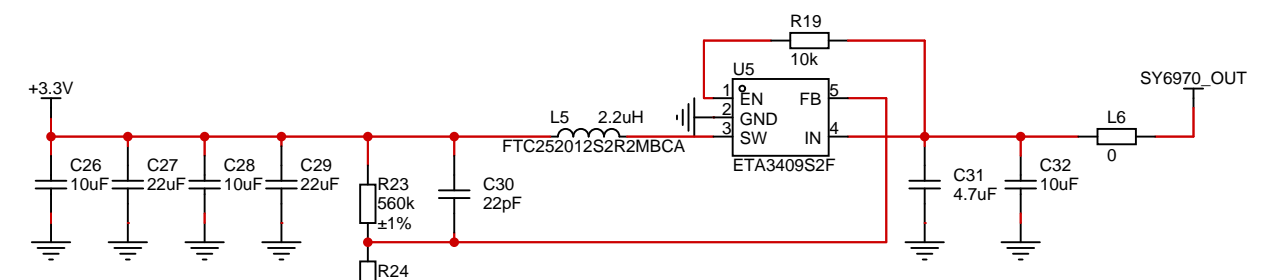 R19
10k
U5
SY6970_OUT
+3.3V
1
EN
FB
5
L5
2.2uH
2
GND
L6
3
SW
IN
4
FTC252012S2R2MBCA
0
ETA3409S2F
C26
10uF
C27
22uF
C28
10uF
C29
22uF
R23
560k
±1%
C30
22pF
C31
4.7uF
C32
10uF
R24